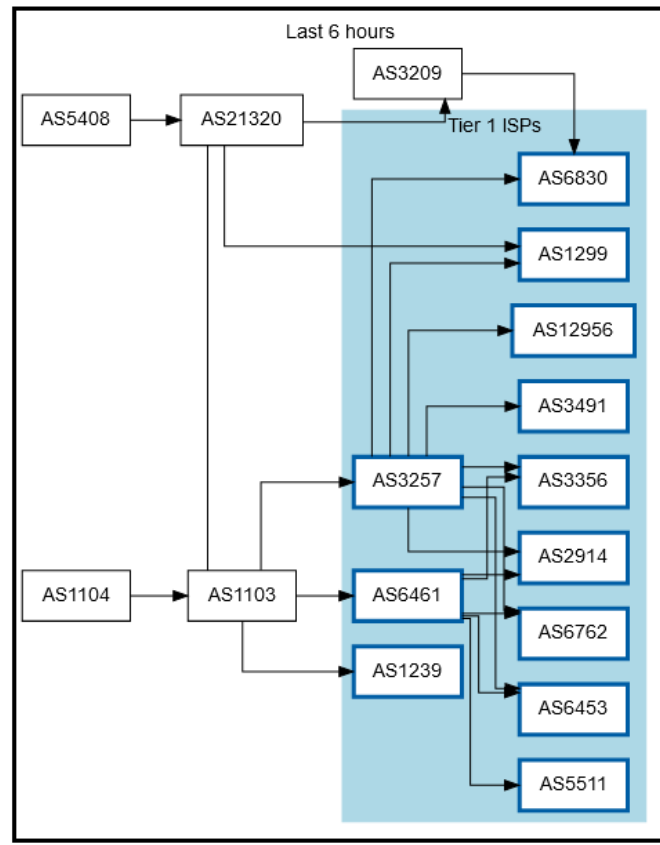 Last 6 hours
AS3209
AS5408
AS21320
Tier 1 ISPs
AS6830
AS1299
AS12956
AS3491
AS3257
AS3356
AS2914
AS1104
AS1103
AS6461
AS6762
AS1239
AS6453
AS5511